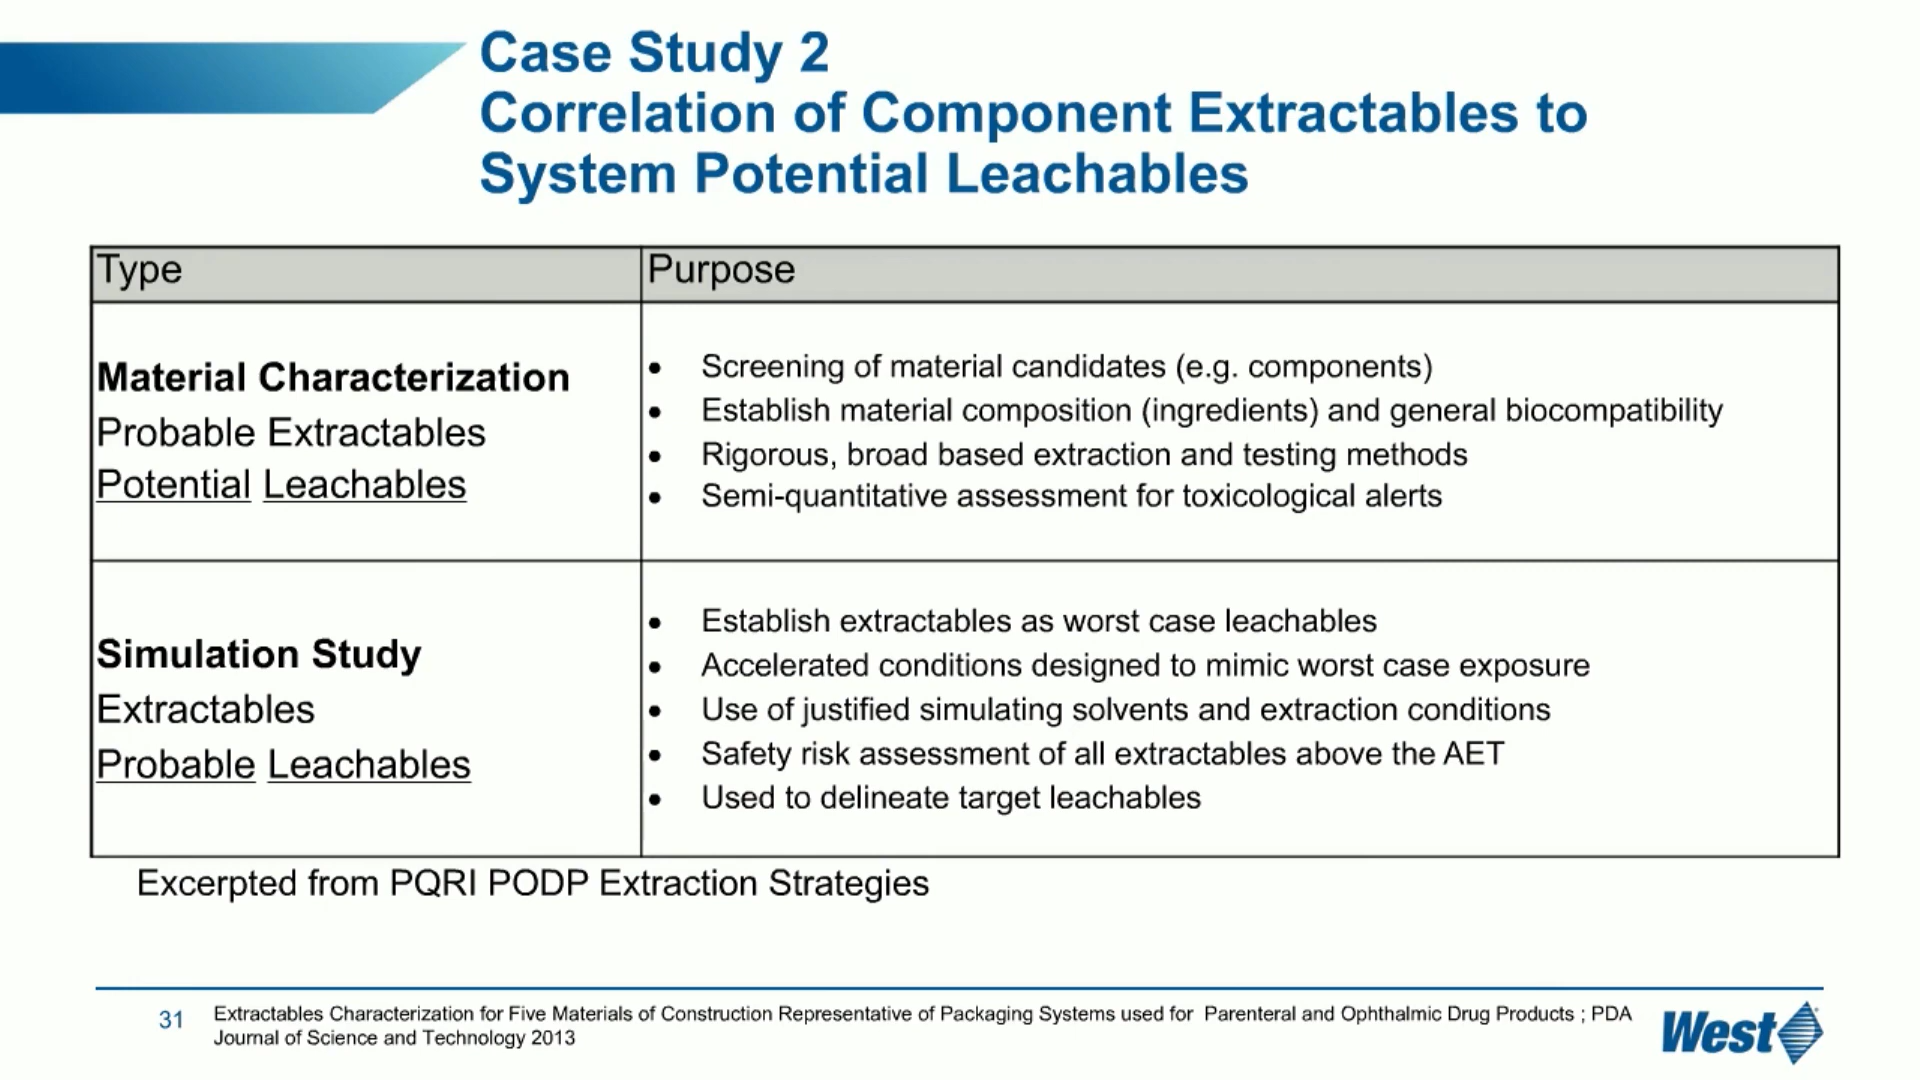 Case Study 2
Correlation of Component Extractables to
System Potential Leachables
Type
Purpose
Material Characterization
Probable Extractables
Potential Leachables
• Screening of material candidates (e.g. components)
• Establish material composition (ingredients) and general biocompatibility
• Rigorous, broad based extraction and testing methods
• Semi-quantitative assessment for toxicological alerts
Simulation Study
Extractables
Probable Leachables
• Establish extractables as worst case leachables
• Accelerated conditions designed to mimic worst case exposure
• Use of justified simulating solvents and extraction conditions
• Safety risk assessment of all extractables above the AET
• Used to delineate target leachables
Excerpted from PQRI PODP Extraction Strategies
31
Extractables Characterization for Five Materials of Construction Representative of Packaging Systems used for Parenteral and Ophthalmic Drug Products ; PDA
Journal of Science and Technology 2013
West